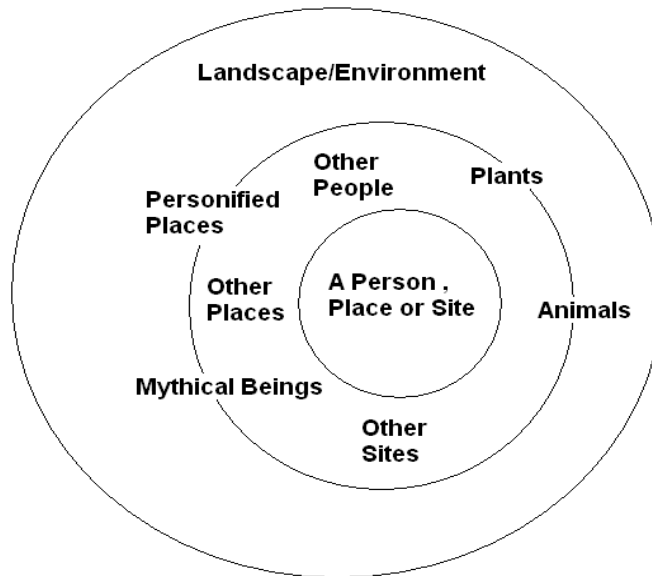 Landscape/Environment
Other
People
Plants
Personified
Places
Other
Places
A Person ,
Place or Site
Animals
Mythical Beings
Other
Sites